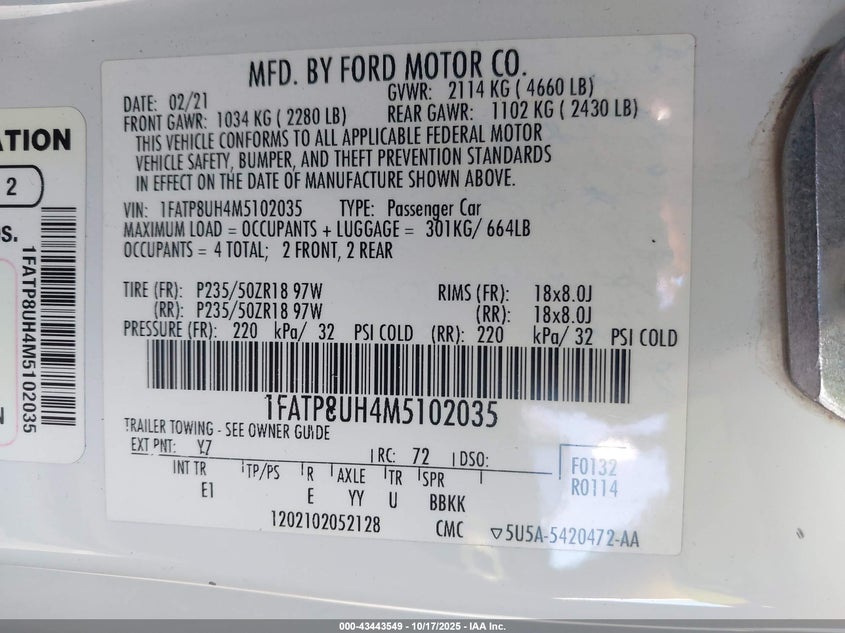 MFD. BY FORD MOTOR CO.
DATE: 02/21
GVWR: 2114 KG ( 4660 LB)
FRONT GAWR: 1034 KG ( 2280 LB)
REAR GAWR: 1102 KG ( 2430 LB)
THIS VEHICLE CONFORMS TO ALL APPLICABLE FEDERAL MOTOR
VEHICLE SAFETY, BUMPER, AND THEFT PREVENTION STANDARDS
IN EFFECT ON THE DATE OF MANUFACTURE SHOWN ABOVE.
VIN: 1FATP8UH4M5102035 TYPE: Passenger Car
MAXIMUM LOAD = OCCUPANTS + LUGGAGE = 301KG/ 664LB
OCCUPANTS = 4 TOTAL; 2 FRONT, 2 REAR
TIRE (FR): P235/50ZR18 97W RIMS (FR): 18x8.0J
(RR): P235/50ZR18 97W (RR): 18x8.0J
PRESSURE (FR): 220 kPa/ 32 PSI COLD (RR): 220 kPa/ 32 PSI COLD
1FATP8UH4M5102035
TRAILER TOWING - SEE OWNER GUIDE
EXT PNT: Y7 RC: 72 DSO:
INT TR TP/PS R AXLE TR SPR
E1 E YY U BBKK
F0132
R0114
1202102052128 CMC ▽5U5A-5420472-AA
ATION
2
OS.
1FATP8UH4M5102035
N
000-43443549 - 10/17/2025 - IAA Inc.